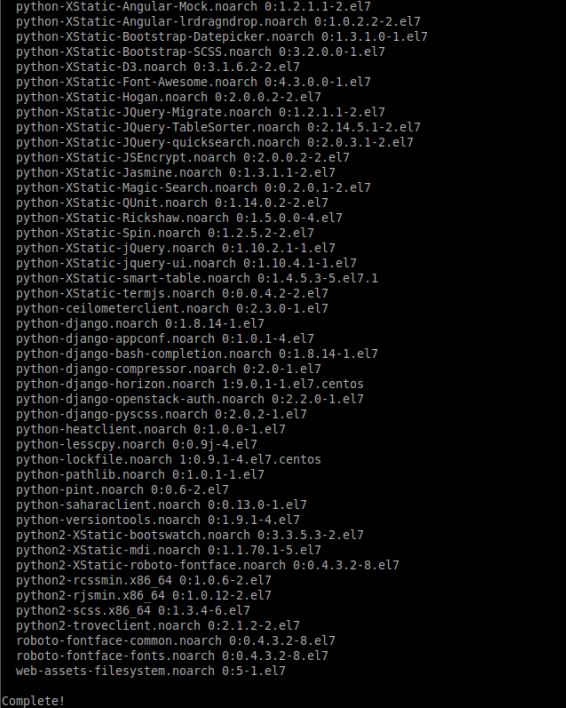 python-XStatic-Angular-Mock.noarch 0:1.2.1.1-2.el7
python-XStatic-Angular-lrdragndrop.noarch 0:1.0.2.2-2.el7
python-XStatic-Bootstrap-Datepicker.noarch 0:1.3.1.0-1.el7
python-XStatic-Bootstrap-SCSS.noarch 0:3.2.0.0-1.el7
python-XStatic-D3.noarch 0:3.1.6.2-2.el7
python-XStatic-Font-Awesome.noarch 0:4.3.0.0-1.el7
python-XStatic-Hogan.noarch 0:2.0.0.2-2.el7
python-XStatic-JQuery-Migrate.noarch 0:1.2.1.1-2.el7
python-XStatic-JQuery-TableSorter.noarch 0:2.14.5.1-2.el7
python-XStatic-JQuery-quicksearch.noarch 0:2.0.3.1-2.el7
python-XStatic-JSEncrypt.noarch 0:2.0.0.2-2.el7
python-XStatic-Jasmine.noarch 0:1.3.1.1-2.el7
python-XStatic-Magic-Search.noarch 0:0.2.0.1-2.el7
python-XStatic-QUnit.noarch 0:1.14.0.2-2.el7
python-XStatic-Rickshaw.noarch 0:1.5.0.0-4.el7
python-XStatic-Spin.noarch 0:1.2.5.2-2.el7
python-XStatic-jQuery.noarch 0:1.10.2.1-1.el7
python-XStatic-jquery-ui.noarch 0:1.10.4.1-1.el7
python-XStatic-smart-table.noarch 0:1.4.5.3-5.el7.1
python-XStatic-termjs.noarch 0:0.0.4.2-2.el7
python-ceilometerclient.noarch 0:2.3.0-1.el7
python-django.noarch 0:1.8.14-1.el7
python-django-appconf.noarch 0:1.0.1-4.el7
python-django-bash-completion.noarch 0:1.8.14-1.el7
python-django-compressor.noarch 0:2.0-1.el7
python-django-horizon.noarch 1:9.0.1-1.el7.centos
python-django-openstack-auth.noarch 0:2.2.0-1.el7
python-django-pyscss.noarch 0:2.0.2-1.el7
python-heatclient.noarch 0:1.0.0-1.el7
python-lesscpy.noarch 0:0.9j-4.el7
python-lockfile.noarch 1:0.9.1-4.el7.centos
python-pathlib.noarch 0:1.0.1-1.el7
python-pint.noarch 0:0.6-2.el7
python-saharaclient.noarch 0:0.13.0-1.el7
python-versiontools.noarch 0:1.9.1-4.el7
python2-XStatic-bootswatch.noarch 0:3.3.5.3-2.el7
python2-XStatic-mdi.noarch 0:1.1.70.1-5.el7
python2-XStatic-roboto-fontface.noarch 0:0.4.3.2-8.el7
python2-rcssmin.x86_64 0:1.0.6-2.el7
python2-rjsmin.x86_64 0:1.0.12-2.el7
python2-scss.x86_64 0:1.3.4-6.el7
python2-troveclient.noarch 0:2.1.2-2.el7
roboto-fontface-common.noarch 0:0.4.3.2-8.el7
roboto-fontface-fonts.noarch 0:0.4.3.2-8.el7
web-assets-filesystem.noarch 0:5-1.el7
Complete!